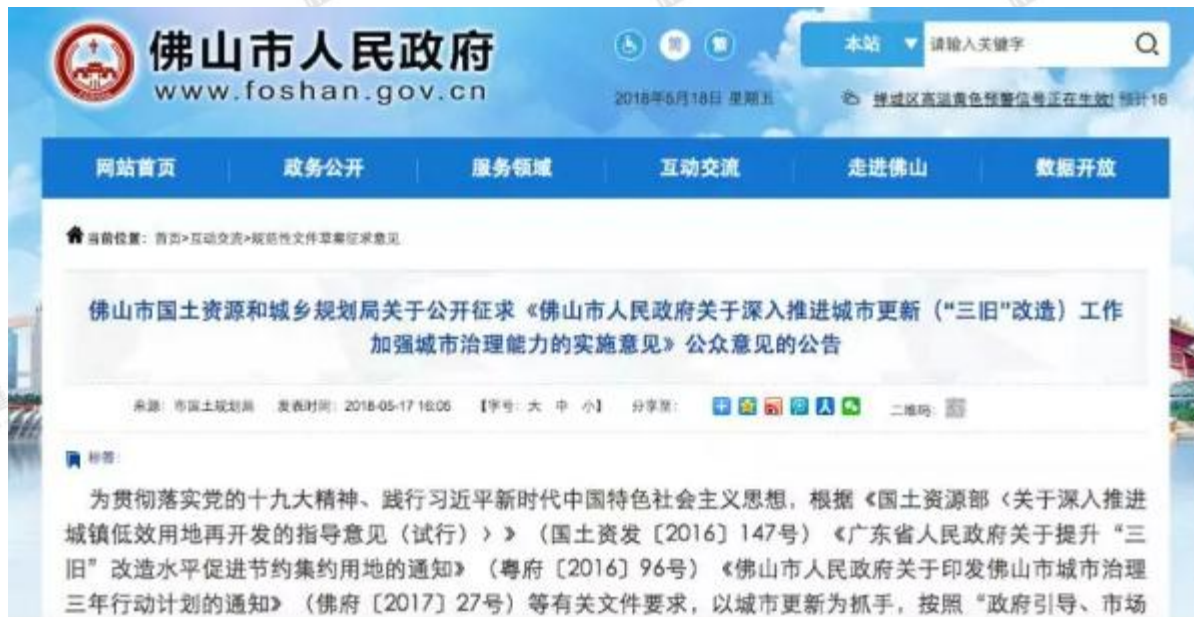 佛山市人民政府
www.foshan.gov.cn
简 繁
本站 ▼ 请输入关键字
2018年5月18日 星期五
禅城区高温黄色预警信号正在生效! 预计18
网站首页 政务公开 服务领域 互动交流 走进佛山 数据开放
当前位置：首页>互动交流>规范性文件草案征求意见
佛山市国土资源和城乡规划局关于公开征求《佛山市人民政府关于深入推进城市更新（“三旧”改造）工作
加强城市治理能力的实施意见》公众意见的公告
来源：市国土规划局 发表时间：2018-05-17 16:05 【字号：大 中 小】 分享至： 二维码：
标签：
为贯彻落实党的十九大精神、践行习近平新时代中国特色社会主义思想，根据《国土资源部〈关于深入推进
城镇低效用地再开发的指导意见（试行）〉》（国土资发〔2016〕147号）《广东省人民政府关于提升“三
旧”改造水平促进节约集约用地的通知》（粤府〔2016〕96号）《佛山市人民政府关于印发佛山市城市治理
三年行动计划的通知》（佛府〔2017〕27号）等有关文件要求，以城市更新为抓手，按照“政府引导、市场